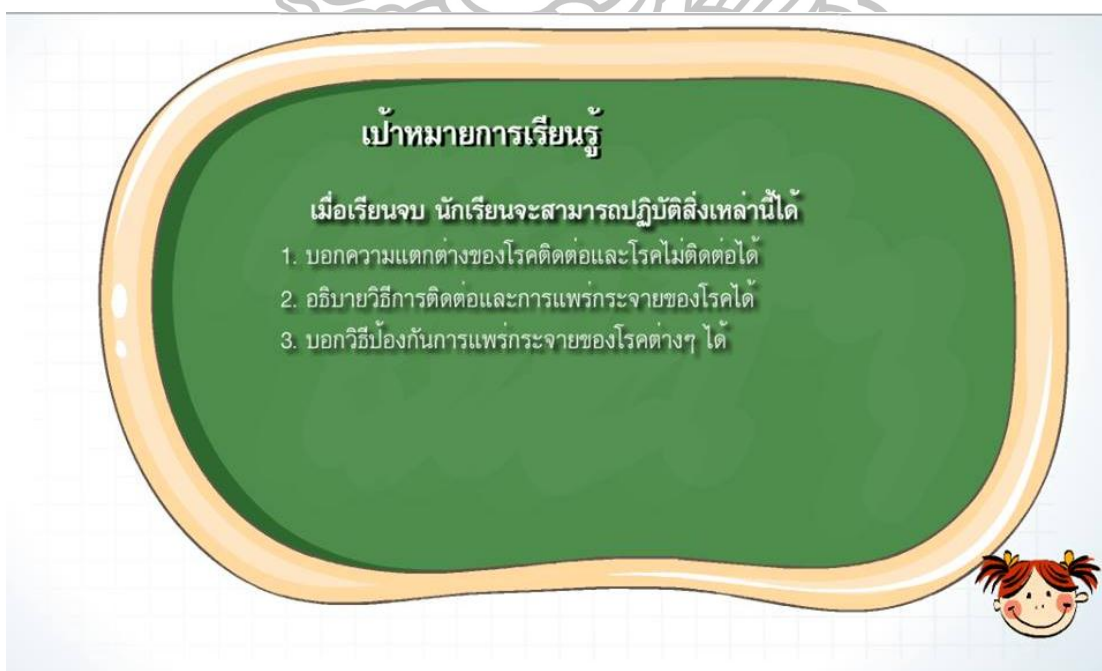 เป้าหมายการเรียนรู้
เมื่อเรียนจบ นักเรียนจะสามารถปฏิบัติสิ่งเหล่านี้ได้
1. บอกความแตกต่างของโรคติดต่อและโรคไม่ติดต่อได้
2. อธิบายวิธีการติดต่อและการแพร่กระจายของโรคได้
3. บอกวิธีป้องกันการแพร่กระจายของโรคต่างๆ ได้